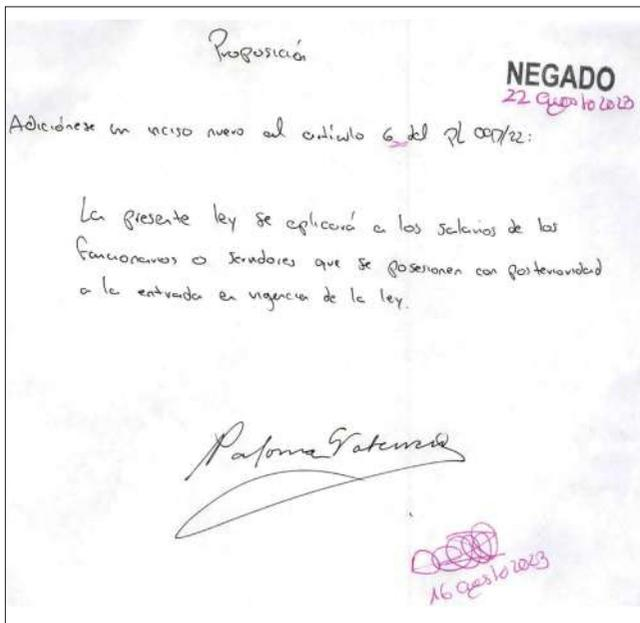 Proposición
NEGADO
22 agosto 2023
Adiciónese un inciso nuevo al artículo 6 del PL 007/22:
La presente ley se aplicará a los salarios de los
funcionarios o servidores que se posesionen con posterioridad
a la entrada en vigencia de la ley.
Paloma Valencia
16 agosto 2023